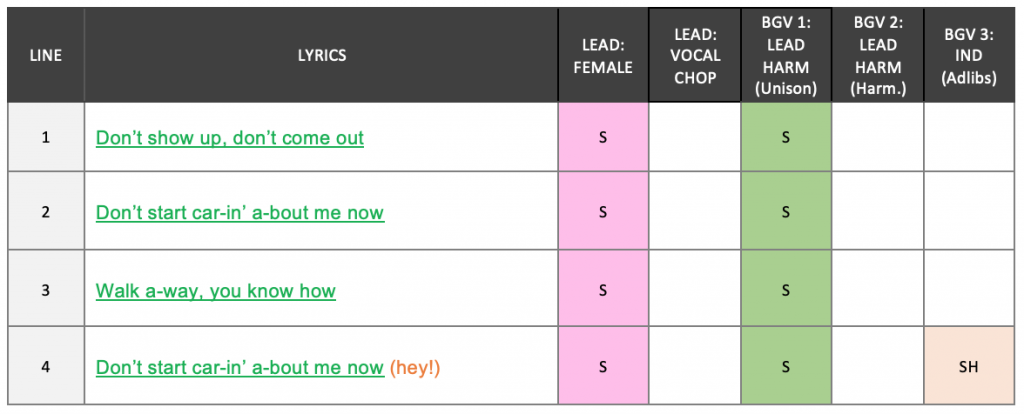 LINE LYRICS LEAD: FEMALE LEAD: VOCAL CHOP BGV 1: LEAD HARM (Unison) BGV 2: LEAD HARM (Harm.) BGV 3: IND (Adlibs)
1 Don’t show up, don’t come out S S
2 Don’t start car-in’ a-bout me now S S
3 Walk a-way, you know how S S
4 Don’t start car-in’ a-bout me now (hey!) S S SH